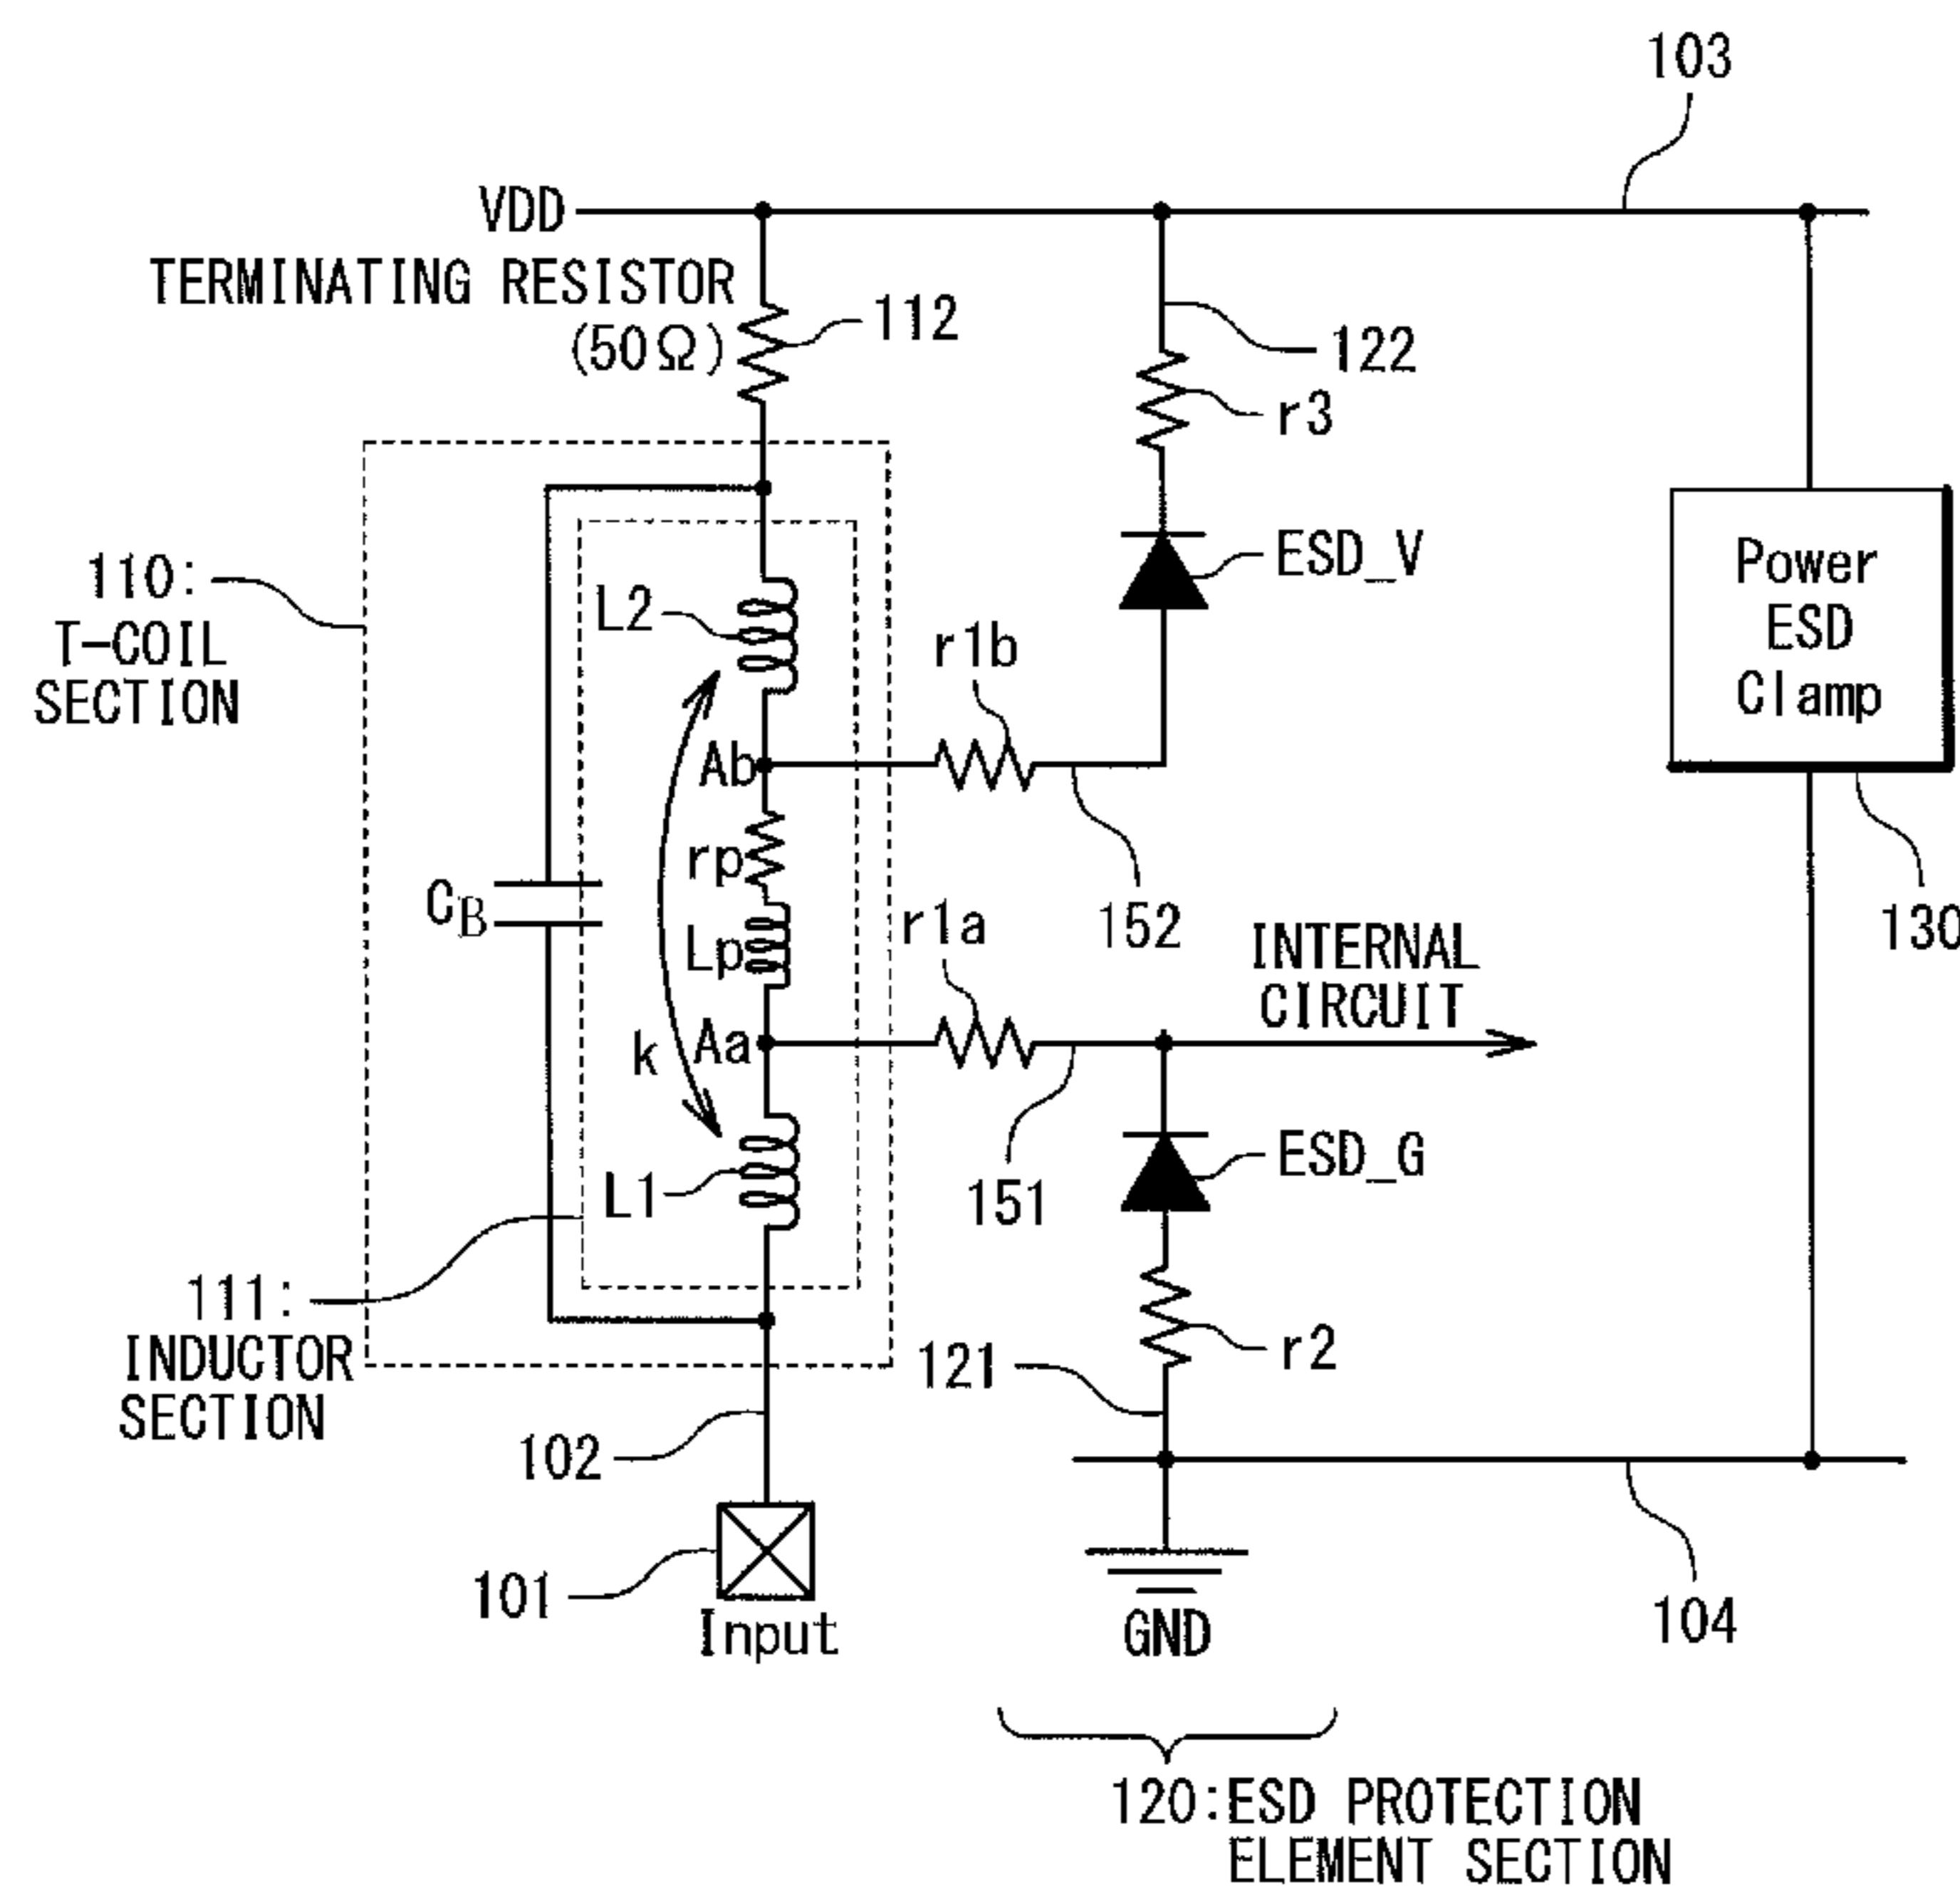 103
VDD
TERMINATING RESISTOR
(50Ω)
112
122
r3
110:
T-COIL
SECTION
L2
ESD_V
Power
ESD
Clamp
r1b
Ab
rp
CB
Lp
r1a
152
130
INTERNAL
CIRCUIT
k
Aa
L1
151
ESD_G
111:
INDUCTOR
SECTION
121
r2
102
101
Input
GND
104
120:ESD PROTECTION
ELEMENT SECTION